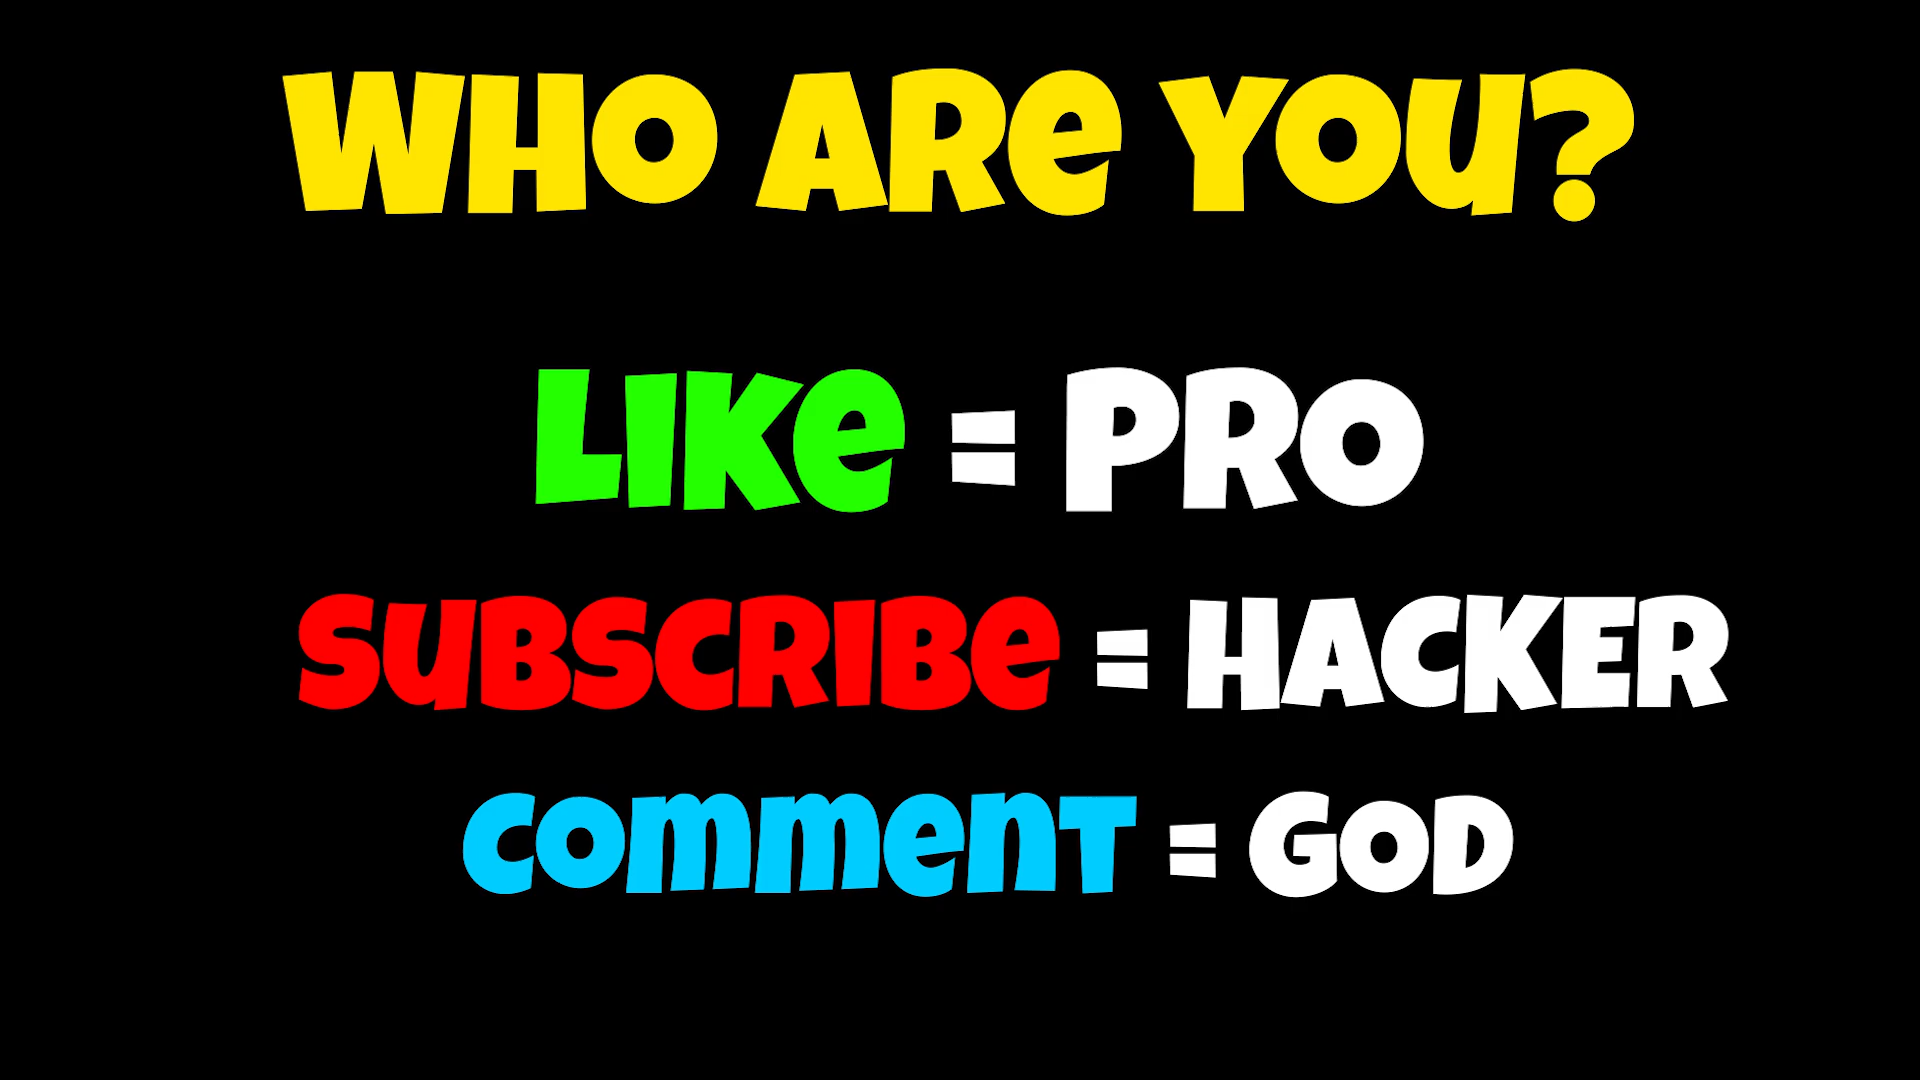 WHO ARe YOu?
LIKe = PRO
SuBSCRIBe = HACKER
COmmenT = GOD